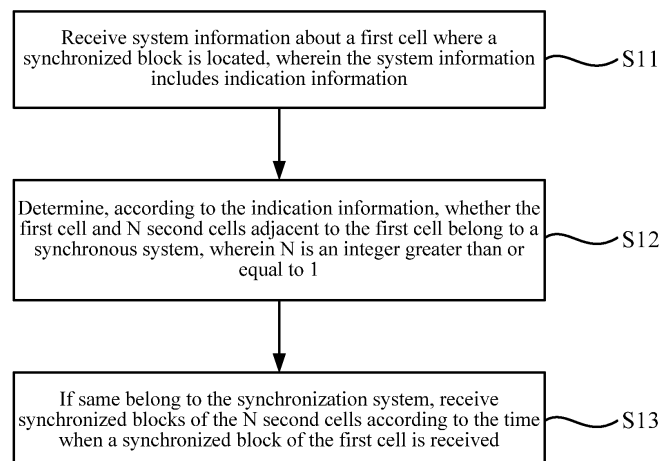 Receive system information about a first cell where a
synchronized block is located, wherein the system information
includes indication information
S11
Determine, according to the indication information, whether the
first cell and N second cells adjacent to the first cell belong to a
synchronous system, wherein N is an integer greater than or
equal to 1
S12
If same belong to the synchronization system, receive
synchronized blocks of the N second cells according to the time
when a synchronized block of the first cell is received
S13